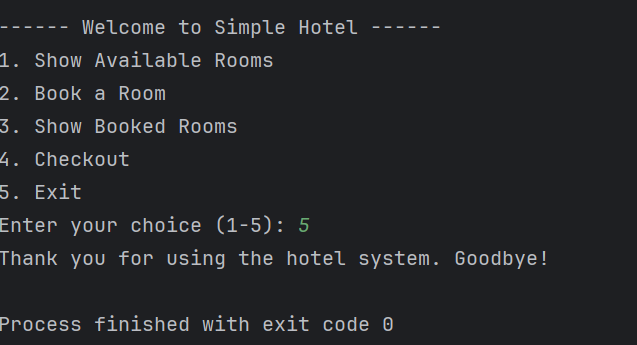 ------ Welcome to Simple Hotel ------
1. Show Available Rooms
2. Book a Room
3. Show Booked Rooms
4. Checkout
5. Exit
Enter your choice (1-5): 5
Thank you for using the hotel system. Goodbye!
Process finished with exit code 0